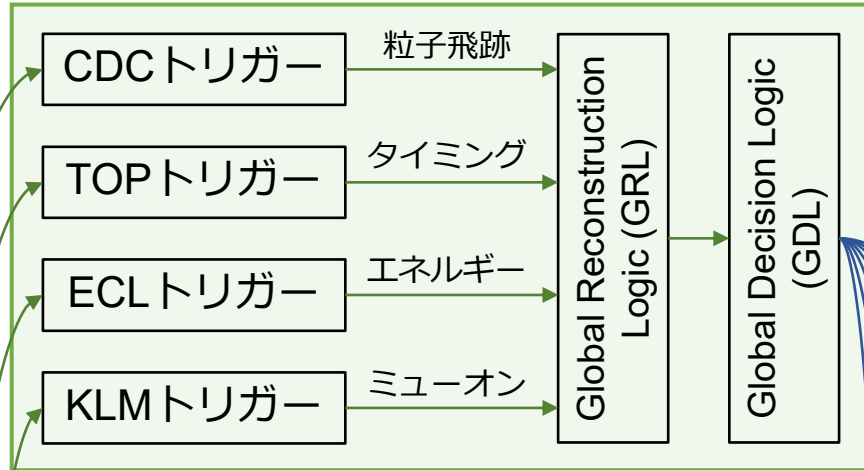 CDCトリガー
粒子飛跡
TOPトリガー
タイミング
ECLトリガー
エネルギー
KLMトリガー
ミューオン
Global Reconstruction
Logic (GRL)
Global Decision Logic
(GDL)